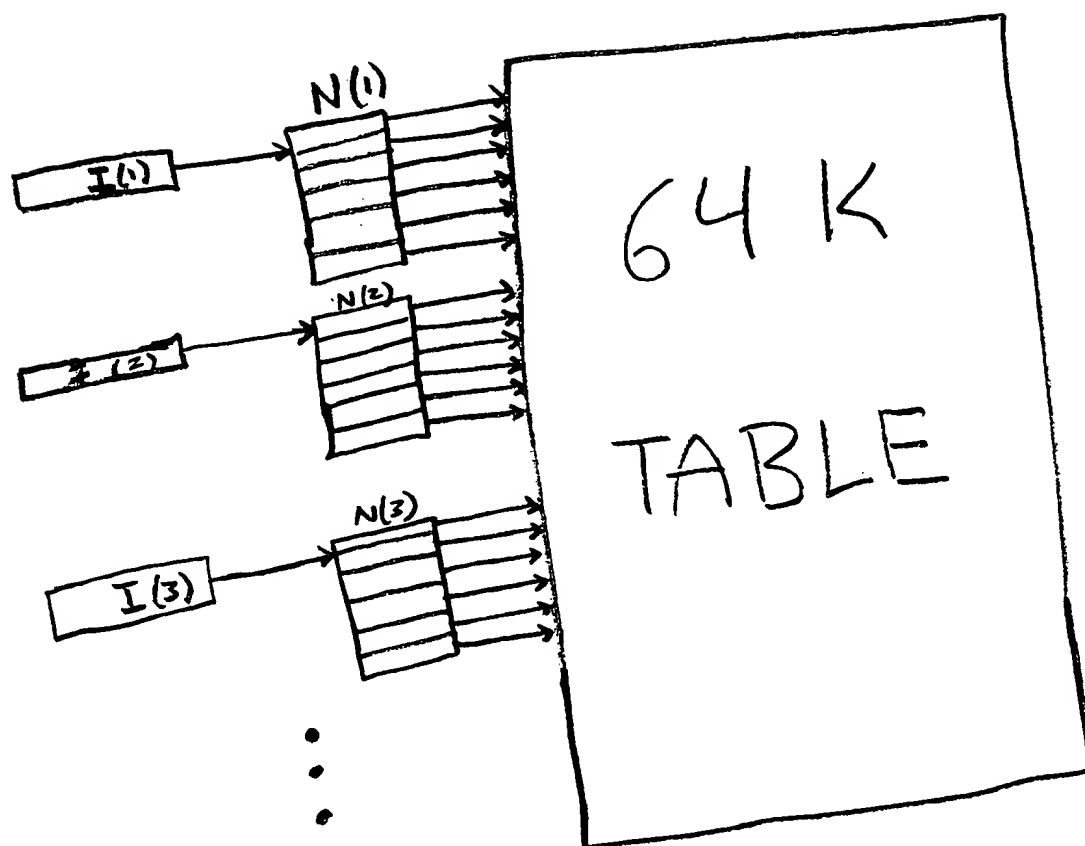 N(1)
I(1)
64 K
N(2)
I(2)
TABLE
N(3)
I(3)